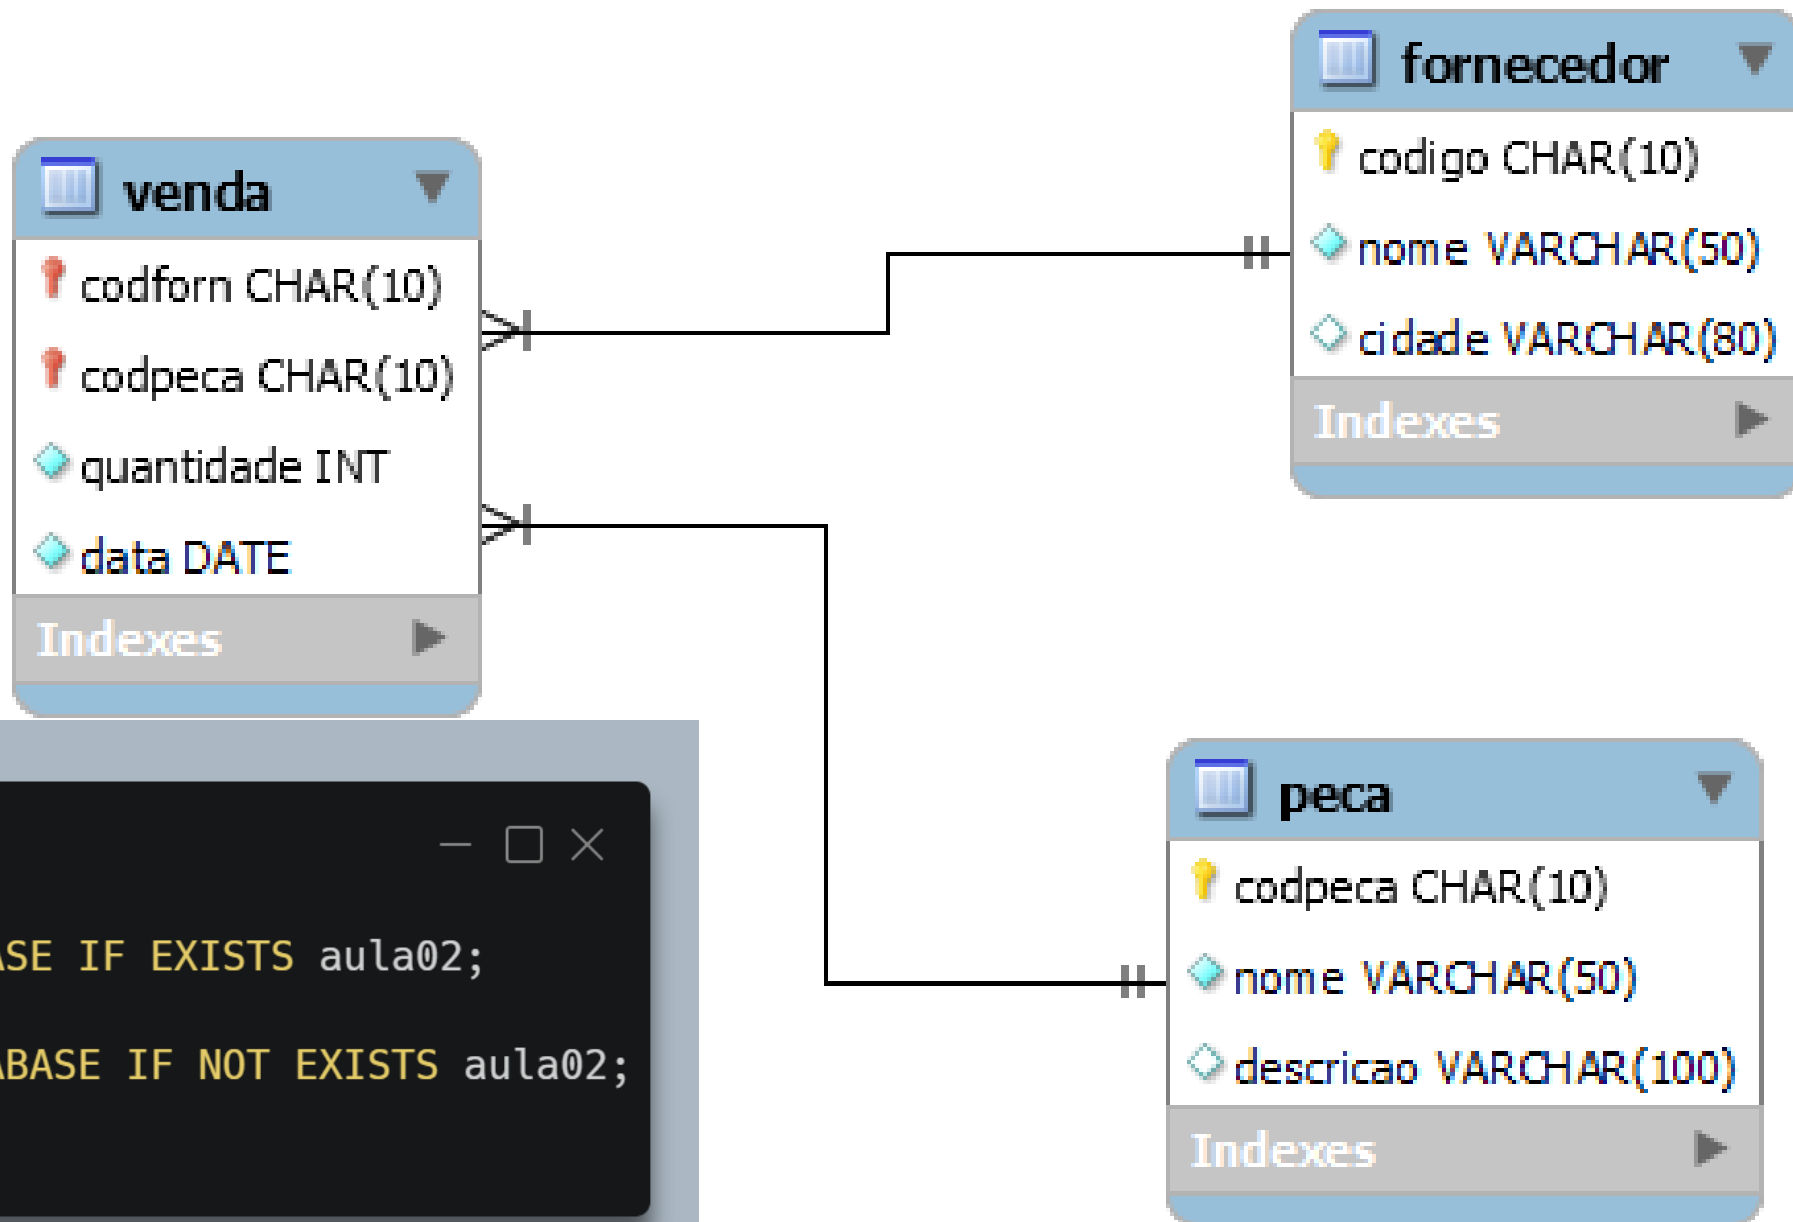 venda
codforn CHAR(10)
codpeca CHAR(10)
quantidade INT
data DATE
Indexes
fornecedor
codigo CHAR(10)
nome VARCHAR(50)
cidade VARCHAR(80)
Indexes
ASE IF EXISTS aula02;
ABASE IF NOT EXISTS aula02;
peca
codpeca CHAR(10)
nome VARCHAR(50)
descricao VARCHAR(100)
Indexes